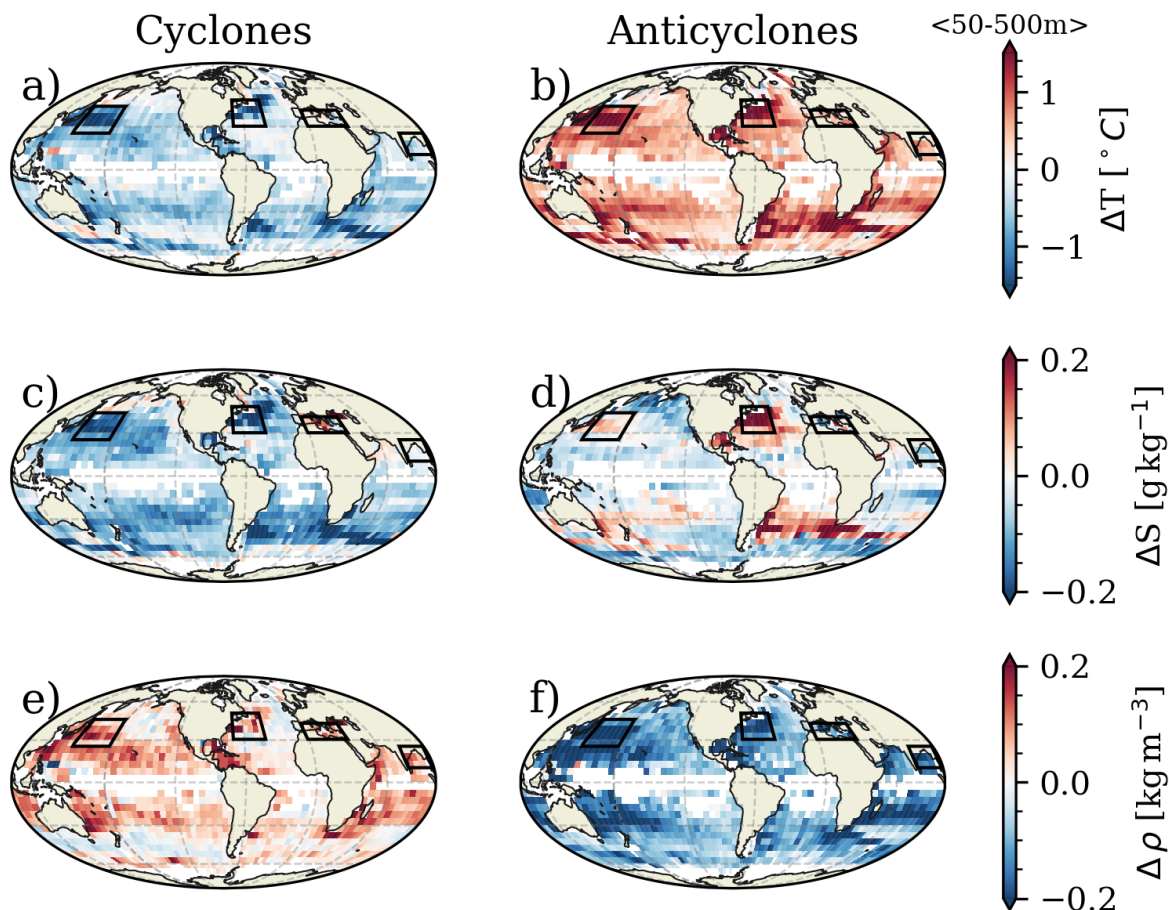 Cyclones
Anticyclones
<50-500m>
a)
b)
1
0
−1
ΔT [°C]
c)
d)
0.2
0.0
−0.2
ΔS [g kg⁻¹]
e)
f)
0.2
0.0
−0.2
Δρ [kg m⁻³]